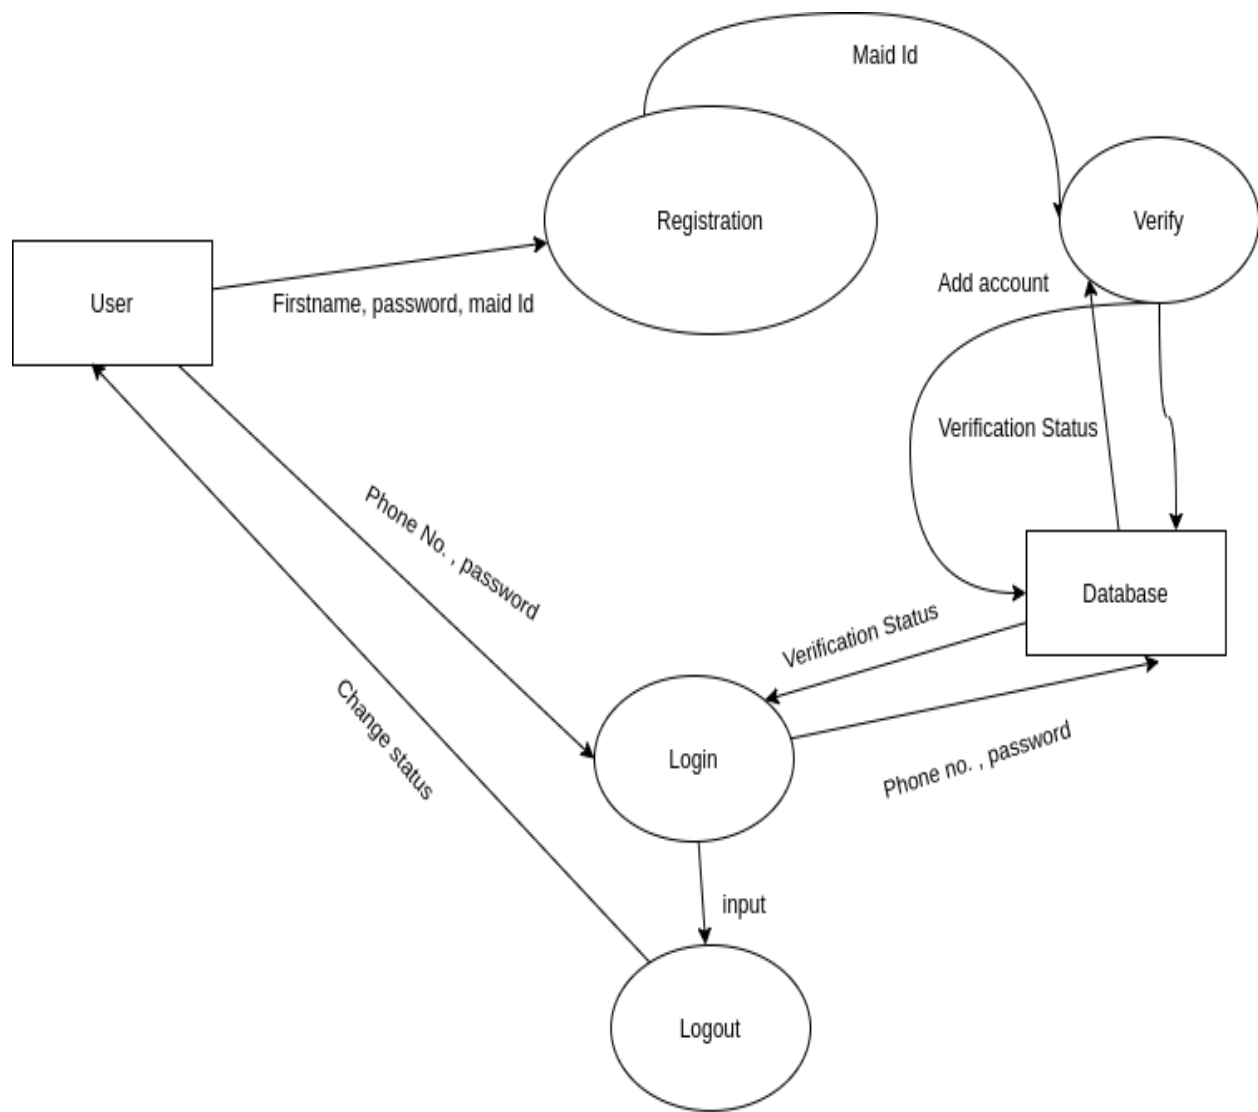 Maid Id
Registration
Verify
User
Firstname, password, maid Id
Add account
Verification Status
Phone No. , password
Database
Verification Status
Change status
Login
Phone no. , password
input
Logout